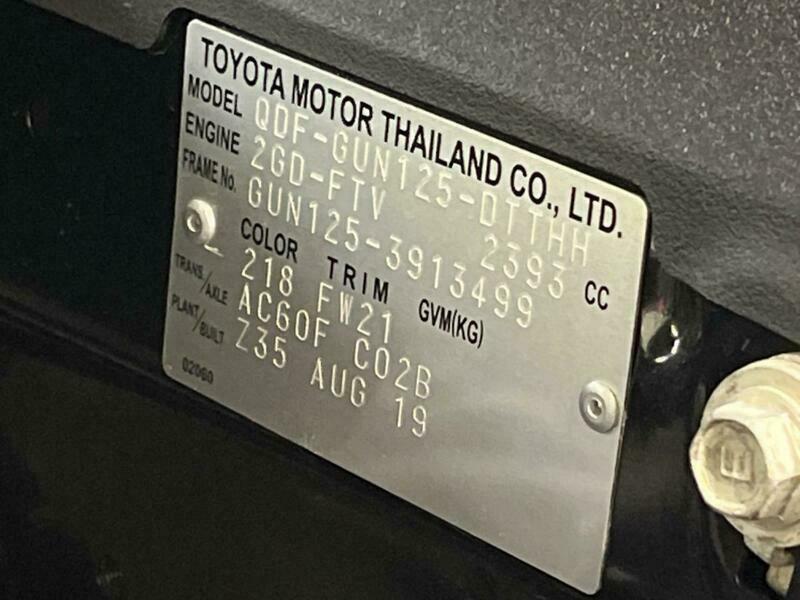 TOYOTA MOTOR THAILAND CO., LTD.
MODEL QDF-GUN125-DTTHH
ENGINE 2GD-FTV 2393 CC
FRAME No. GUN125-3913499
COLOR TRIM GVM(KG)
218 FW21
TRANS./AXLE AC60F C02B
PLANT/BUILT Z35 AUG 19
02060
E